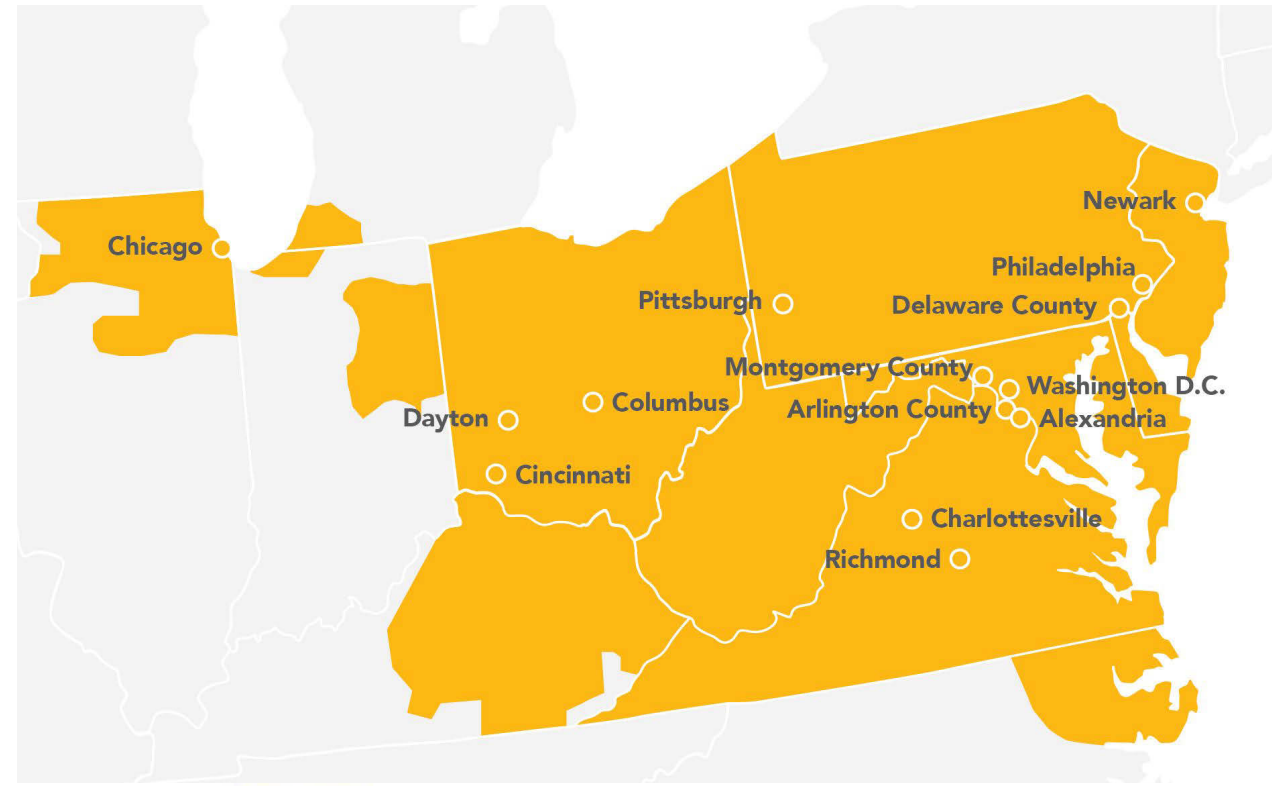 Newark
Chicago
Philadelphia
Pittsburgh
Delaware County
Montgomery County
Washington D.C.
Columbus
Arlington County
Dayton
Alexandria
Cincinnati
Charlottesville
Richmond